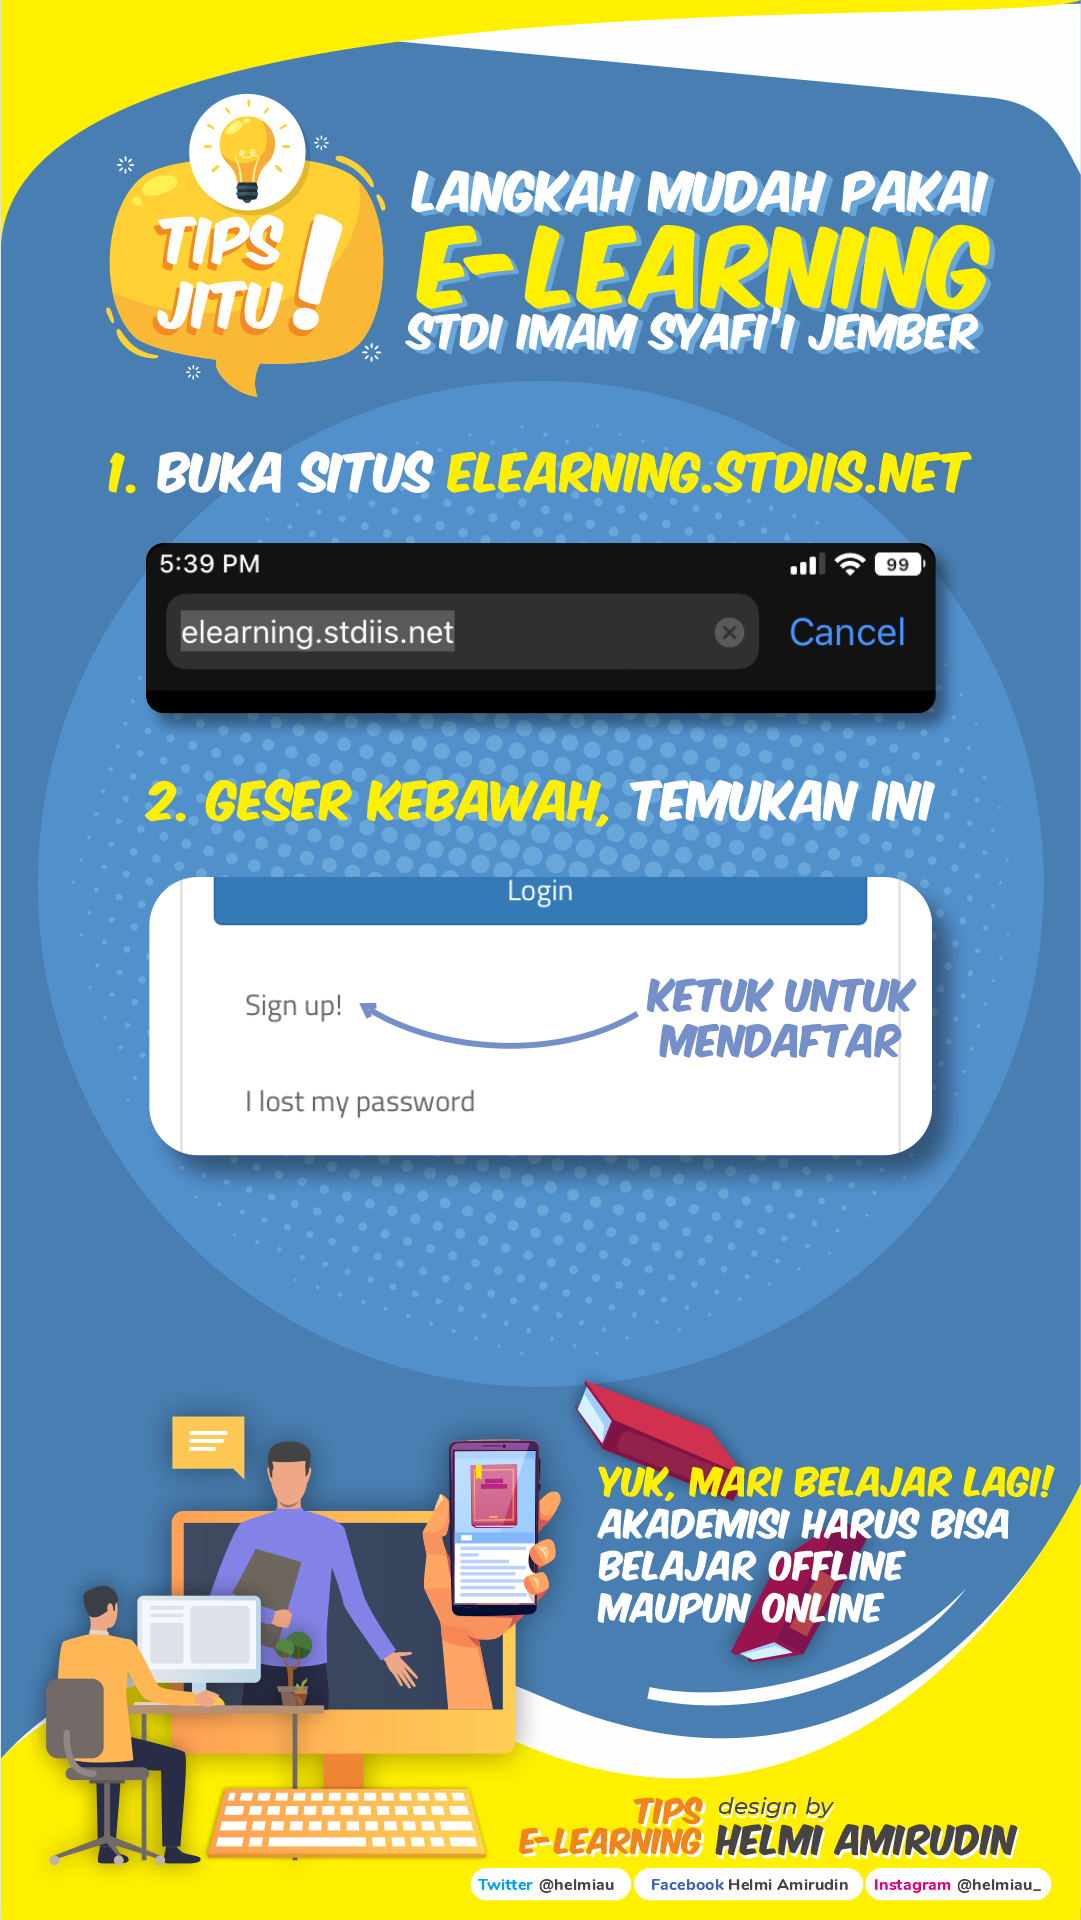 TIPS
JITU!
LANGKAH MUDAH PAKAI
E-LEARNING
STDI IMAM SYAFI'I JEMBER
1. BUKA SITUS ELEARNING.STDIIS.NET
5:39 PM
99
elearning.stdiis.net
Cancel
2. GESER KEBAWAH, TEMUKAN INI
Login
Sign up!
KETUK UNTUK
MENDAFTAR
I lost my password
YUK, MARI BELAJAR LAGI!
AKADEMISI HARUS BISA
BELAJAR OFFLINE
MAUPUN ONLINE
TIPS
E-LEARNING
design by
HELMI AMIRUDIN
Twitter @helmiau
Facebook Helmi Amirudin
Instagram @helmiau_